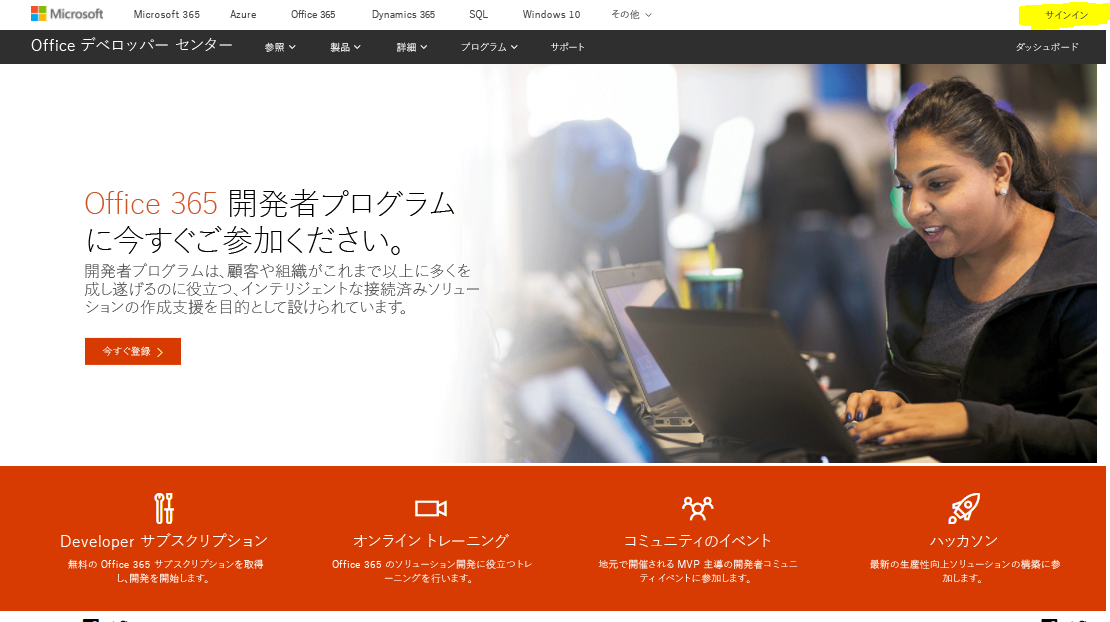 Microsoft Microsoft 365 Azure Office 365 Dynamics 365 SQL Windows 10 その他 サインイン
Office デベロッパー センター 参照 製品 詳細 プログラム サポート ダッシュボード
Office 365 開発者プログラム
に今すぐご参加ください。
開発者プログラムは、顧客や組織がこれまで以上に多くを
成し遂げるのに役立つ、インテリジェントな接続済みソリュー
ションの作成支援を目的として設けられています。
今すぐ登録
Developer サブスクリプション
無料の Office 365 サブスクリプションを取得
し、開発を開始します。
オンライン トレーニング
Office 365 のソリューション開発に役立つトレ
ーニングを行います。
コミュニティのイベント
地元で開催される MVP 主導の開発者コミュニ
ティ イベントに参加します。
ハッカソン
最新の生産性向上ソリューションの構築に参
加します。